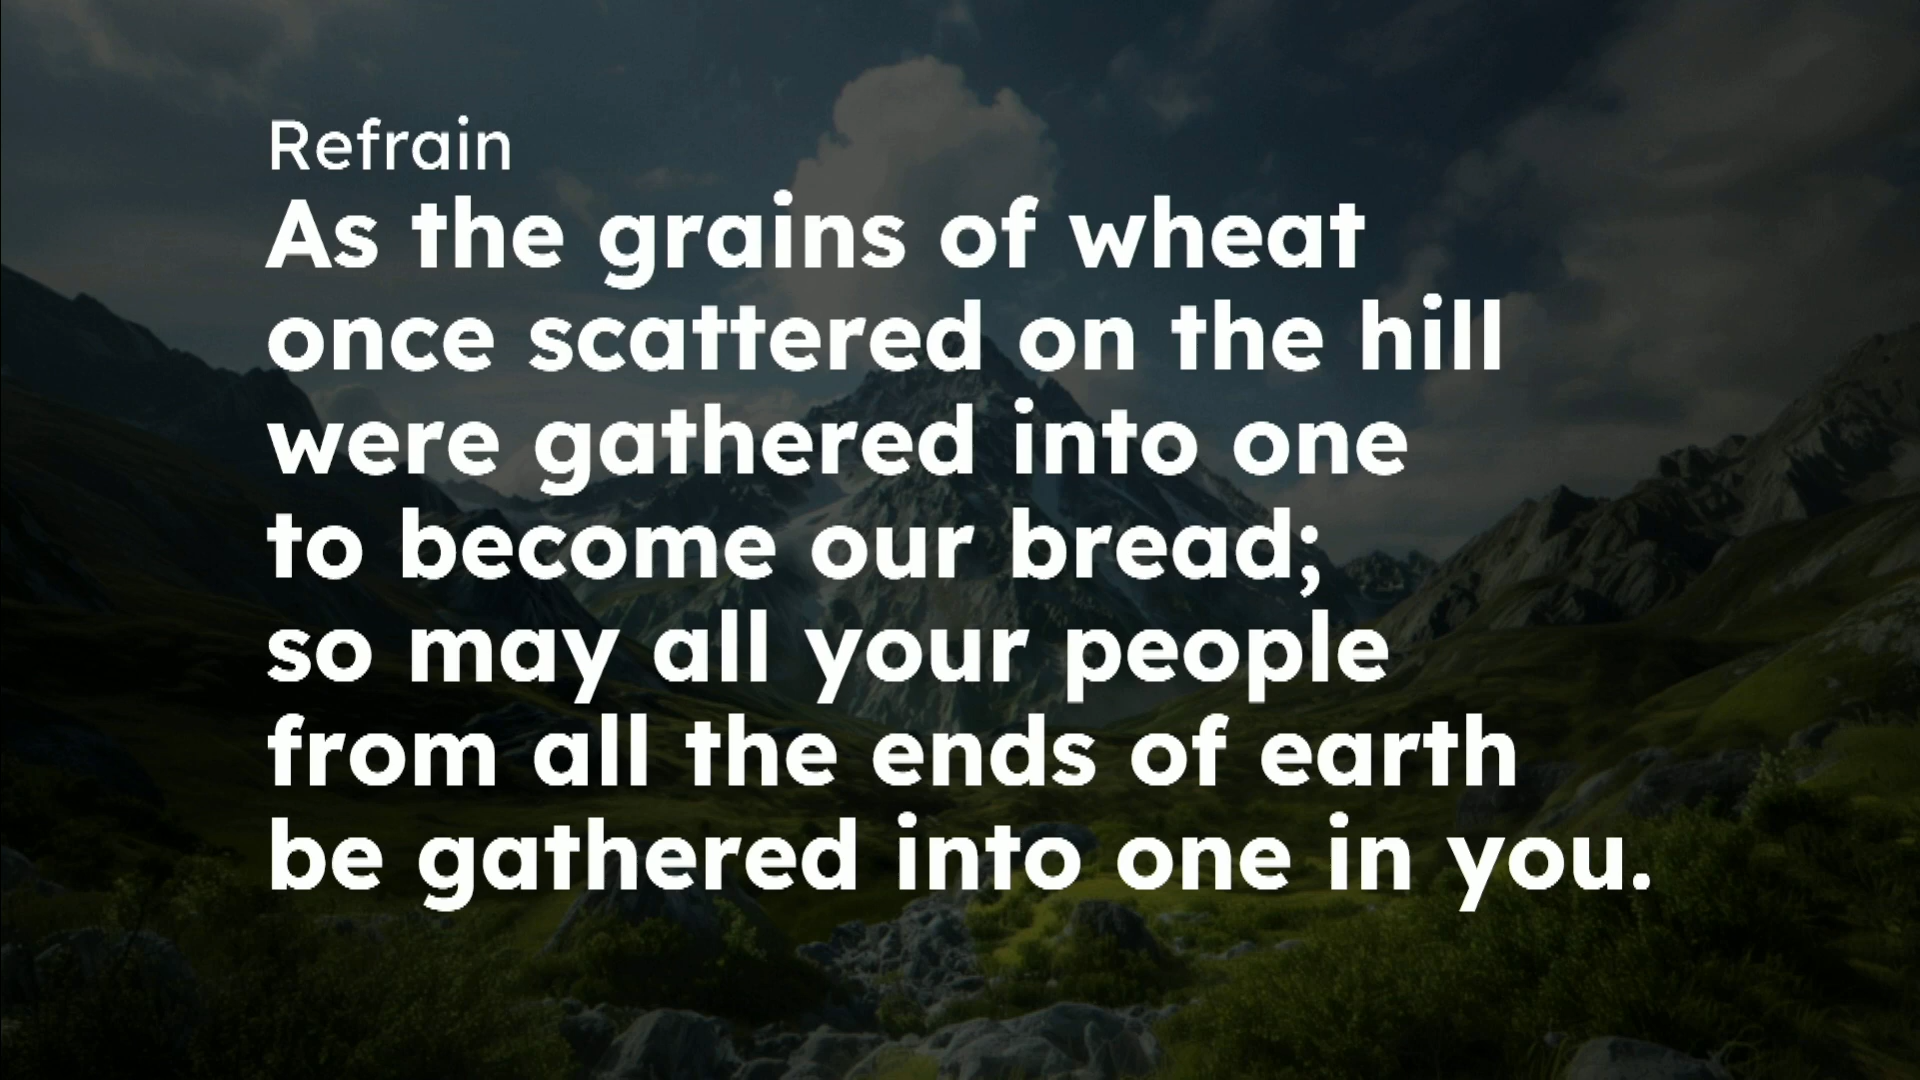 Refrain
As the grains of wheat
once scattered on the hill
were gathered into one
to become our bread;
so may all your people
from all the ends of earth
be gathered into one in you.